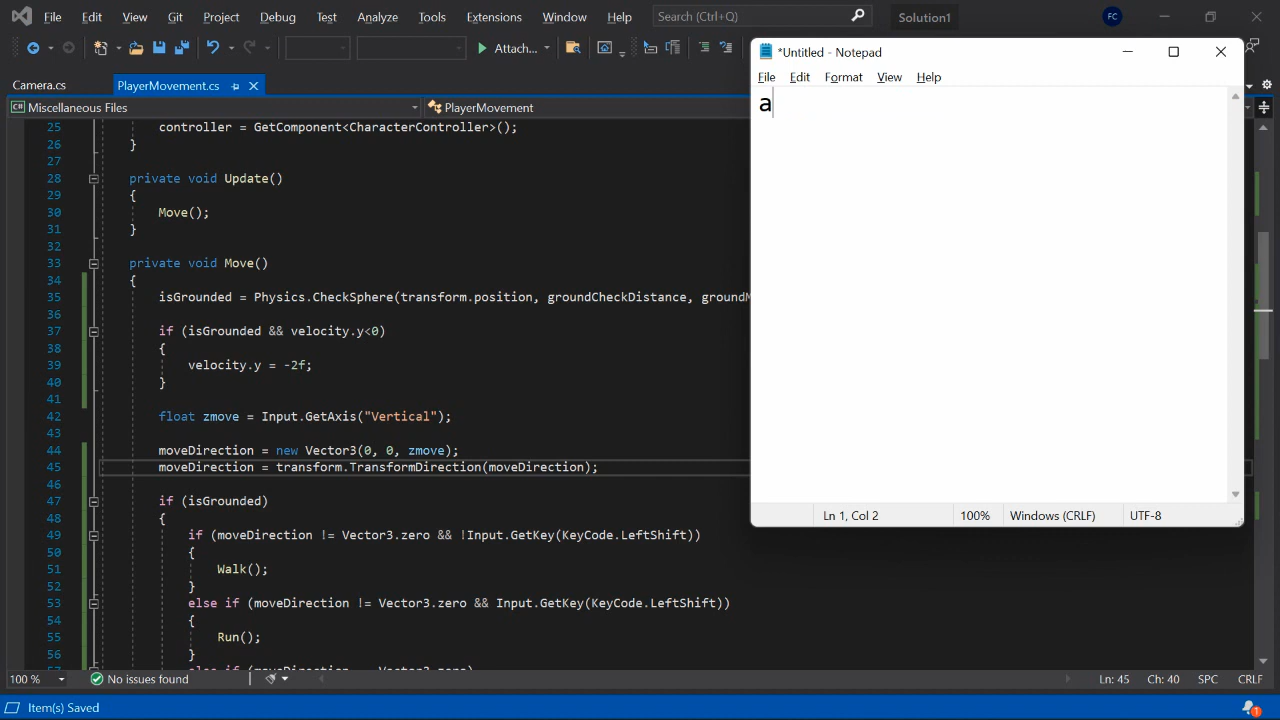 File Edit View Git Project Debug Test Analyze Tools Extensions Window Help Search (Ctrl+Q) Solution1 FC
Attach...
Camera.cs PlayerMovement.cs
C# Miscellaneous Files PlayerMovement
25 controller = GetComponent<CharacterController>();
26 }
27
28 private void Update()
29 {
30 Move();
31 }
32
33 private void Move()
34 {
35 isGrounded = Physics.CheckSphere(transform.position, groundCheckDistance, groundM
36
37 if (isGrounded && velocity.y<0)
38 {
39 velocity.y = -2f;
40 }
41
42 float zmove = Input.GetAxis("Vertical");
43
44 moveDirection = new Vector3(0, 0, zmove);
45 moveDirection = transform.TransformDirection(moveDirection);
46
47 if (isGrounded)
48 {
49 if (moveDirection != Vector3.zero && !Input.GetKey(KeyCode.LeftShift))
50 {
51 Walk();
52 }
53 else if (moveDirection != Vector3.zero && Input.GetKey(KeyCode.LeftShift))
54 {
55 Run();
56 }
100 % No issues found Ln: 45 Ch: 40 SPC CRLF
Item(s) Saved 1
*Untitled - Notepad
File Edit Format View Help
a
Ln 1, Col 2 100% Windows (CRLF) UTF-8